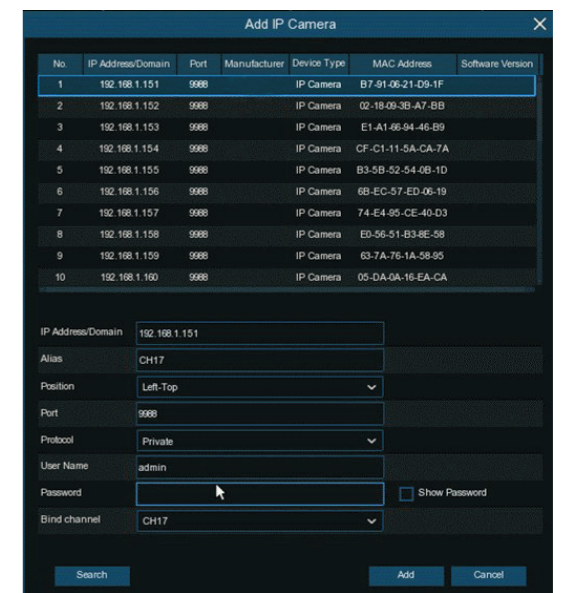 Add IP Camera
No. IP Address/Domain Port Manufacturer Device Type MAC Address Software Version
1 192.168.1.151 9988 IP Camera B7-91-06-21-D9-1F
2 192.168.1.152 9988 IP Camera 02-18-09-3B-A7-BB
3 192.168.1.153 9988 IP Camera E1-A1-66-94-46-B9
4 192.168.1.154 9988 IP Camera CF-C1-11-5A-CA-7A
5 192.168.1.155 9988 IP Camera B3-5B-52-54-0B-1D
6 192.168.1.156 9988 IP Camera 6B-EC-57-ED-06-19
7 192.168.1.157 9988 IP Camera 74-E4-95-CE-40-D3
8 192.168.1.158 9988 IP Camera E0-56-51-B3-8E-58
9 192.168.1.159 9988 IP Camera 63-7A-76-1A-58-95
10 192.168.1.160 9988 IP Camera 05-DA-0A-16-EA-CA
IP Address/Domain 192.168.1.151
Alias CH17
Position Left-Top
Port 9988
Protocol Private
User Name admin
Password Show Password
Bind channel CH17
Search Add Cancel